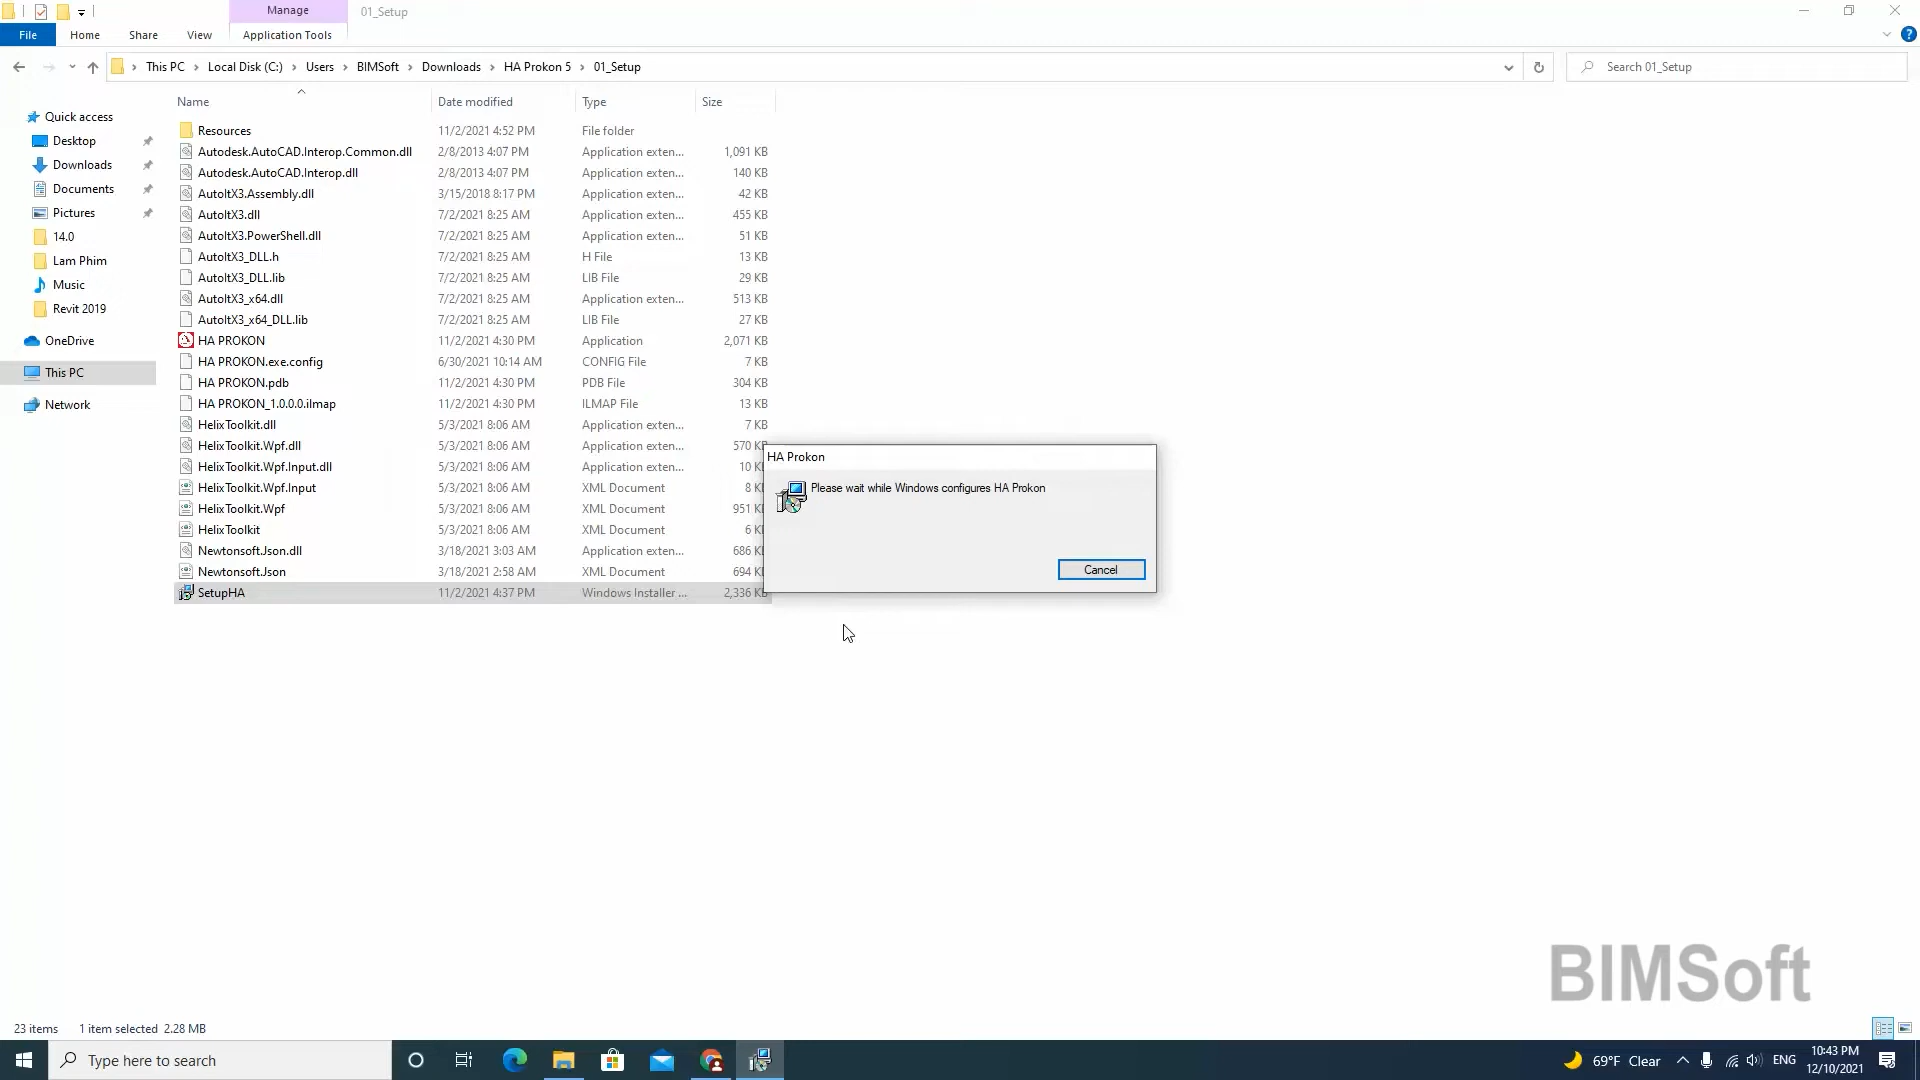 Manage
01_Setup
File
Home
Share
View
Application Tools
This PC
Local Disk (C:)
Users
BIMSoft
Downloads
HA Prokon 5
01_Setup
Search 01_Setup
Name
Date modified
Type
Size
Quick access
Desktop
Downloads
Documents
Pictures
14.0
Lam Phim
Music
Revit 2019
OneDrive
This PC
Network
Resources 11/2/2021 4:52 PM File folder
Autodesk.AutoCAD.Interop.Common.dll 2/8/2013 4:07 PM Application exten... 1,091 KB
Autodesk.AutoCAD.Interop.dll 2/8/2013 4:07 PM Application exten... 140 KB
AutoItX3.Assembly.dll 3/15/2018 8:17 PM Application exten... 42 KB
AutoItX3.dll 7/2/2021 8:25 AM Application exten... 455 KB
AutoItX3.PowerShell.dll 7/2/2021 8:25 AM Application exten... 51 KB
AutoItX3_DLL.h 7/2/2021 8:25 AM H File 13 KB
AutoItX3_DLL.lib 7/2/2021 8:25 AM LIB File 29 KB
AutoItX3_x64.dll 7/2/2021 8:25 AM Application exten... 513 KB
AutoItX3_x64_DLL.lib 7/2/2021 8:25 AM LIB File 27 KB
HA PROKON 11/2/2021 4:30 PM Application 2,071 KB
HA PROKON.exe.config 6/30/2021 10:14 AM CONFIG File 7 KB
HA PROKON.pdb 11/2/2021 4:30 PM PDB File 304 KB
HA PROKON_1.0.0.0.ilmap 11/2/2021 4:30 PM ILMAP File 13 KB
HelixToolkit.dll 5/3/2021 8:06 AM Application exten... 7 KB
HelixToolkit.Wpf.dll 5/3/2021 8:06 AM Application exten... 570 KB
HelixToolkit.Wpf.Input.dll 5/3/2021 8:06 AM Application exten... 10 K
HelixToolkit.Wpf.Input 5/3/2021 8:06 AM XML Document 8 K
HelixToolkit.Wpf 5/3/2021 8:06 AM XML Document 951 K
HelixToolkit 5/3/2021 8:06 AM XML Document 6 K
Newtonsoft.Json.dll 3/18/2021 3:03 AM Application exten... 686 K
Newtonsoft.Json 3/18/2021 2:58 AM XML Document 694 K
SetupHA 11/2/2021 4:37 PM Windows Installer ... 2,336 KB
HA Prokon
Please wait while Windows configures HA Prokon
Cancel
BIMSoft
23 items
1 item selected 2.28 MB
Type here to search
69°F Clear
ENG
10:43 PM
12/10/2021